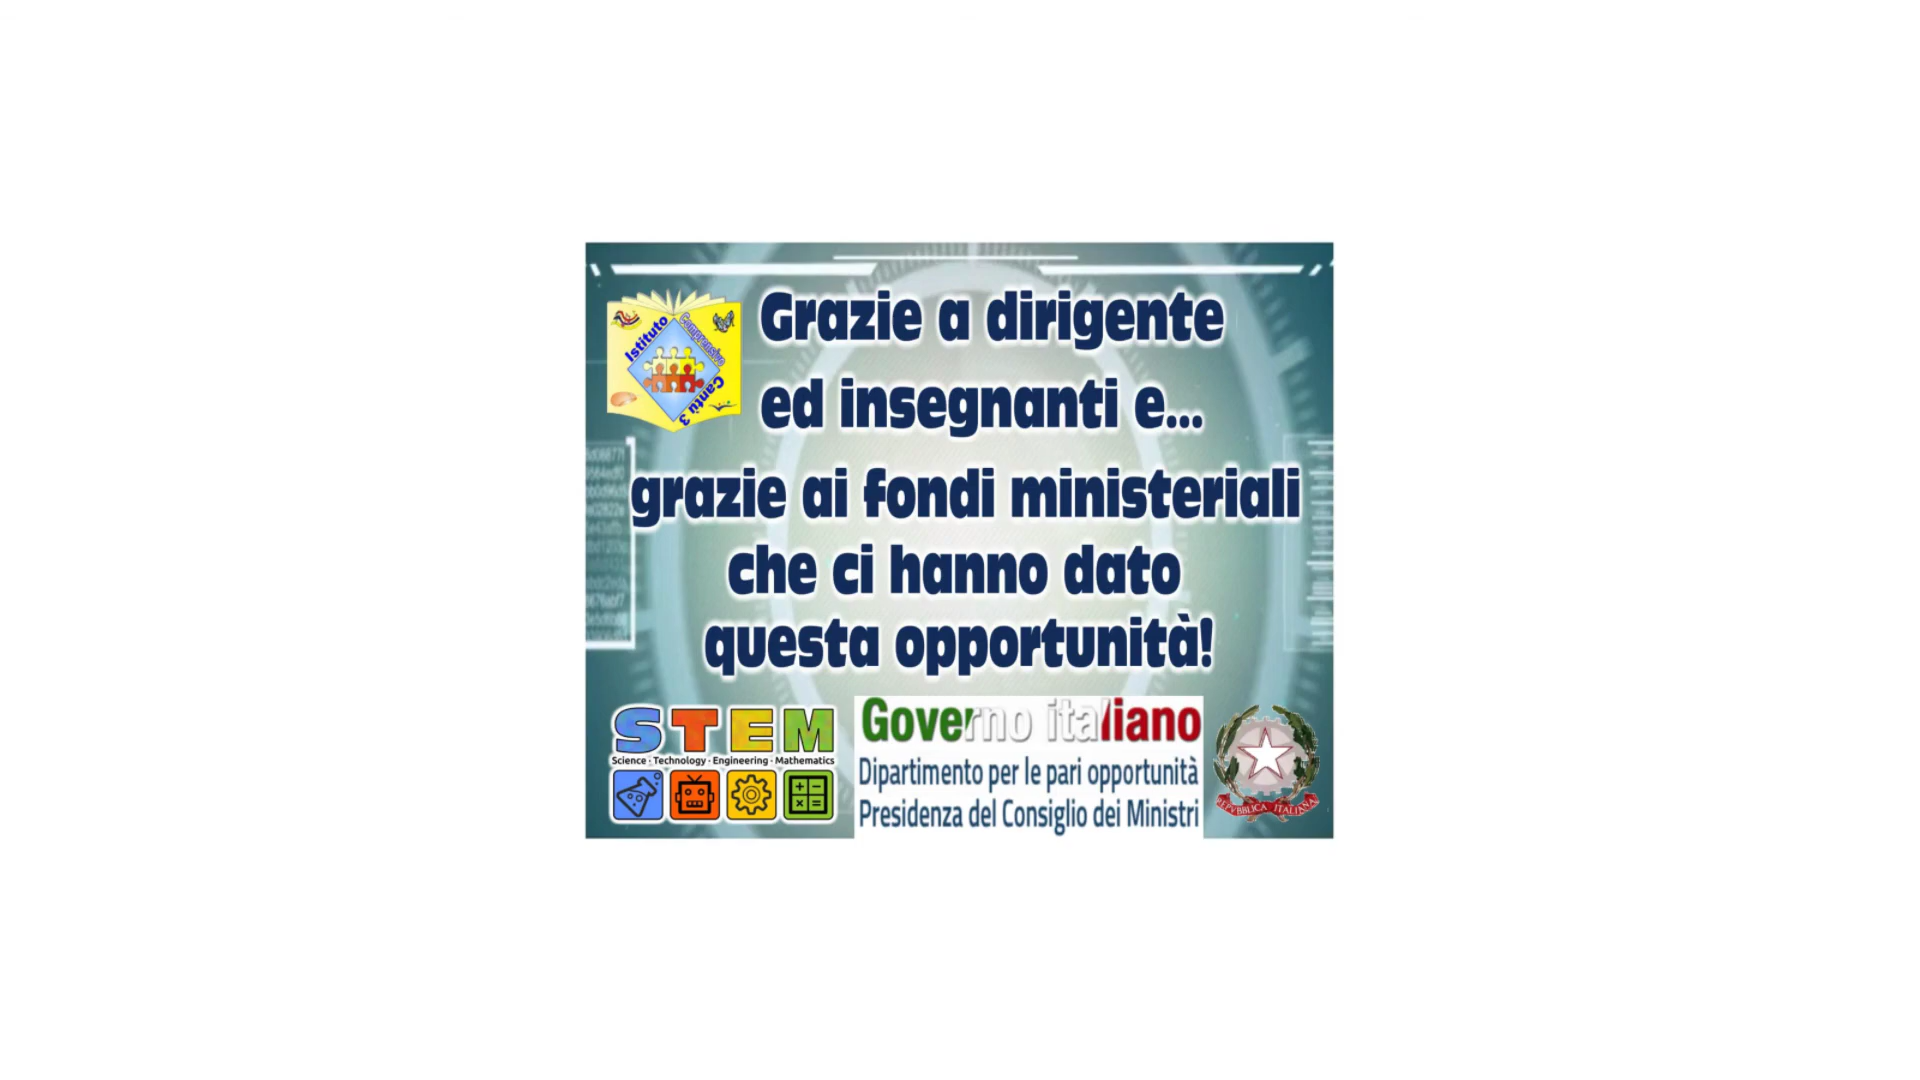 Istituto
Comprensivo
Cantù 3
Grazie a dirigente
ed insegnanti e...
grazie ai fondi ministeriali
che ci hanno dato
questa opportunità!
STEM
Science · Technology · Engineering · Mathematics
Governo italiano
Dipartimento per le pari opportunità
Presidenza del Consiglio dei Ministri
REPVBBLICA ITALIANA